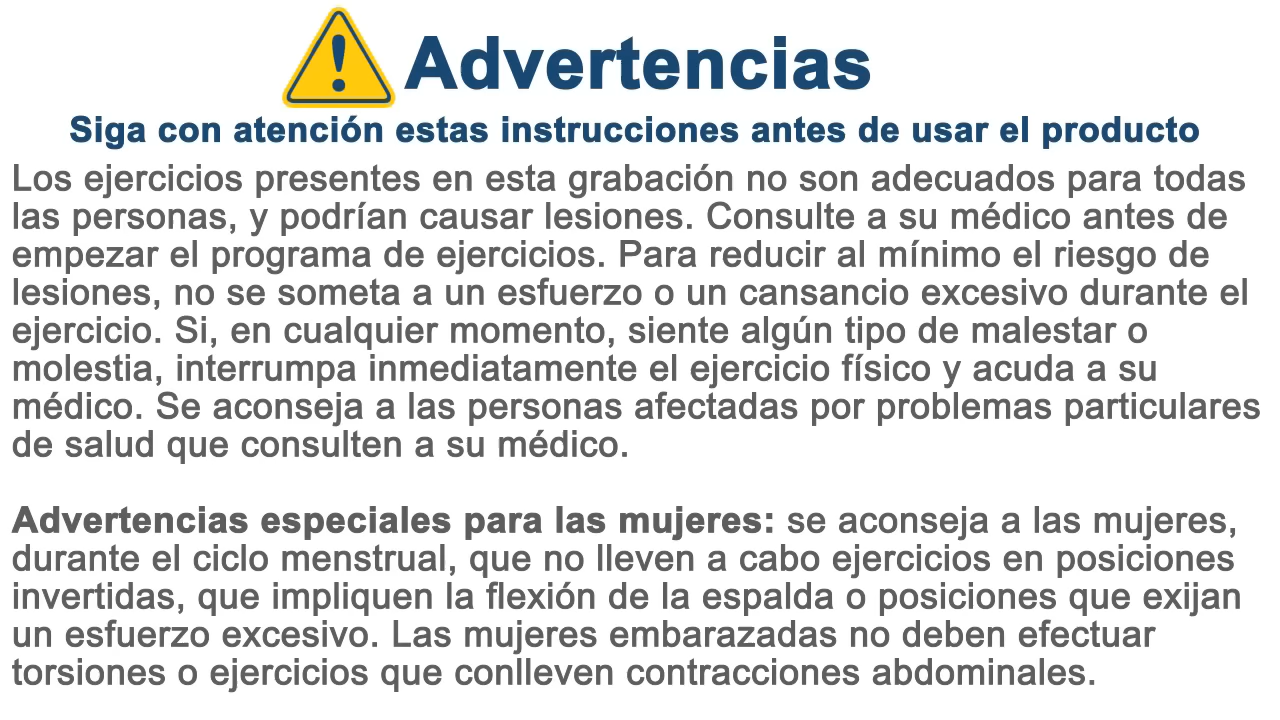 Advertencias
Siga con atención estas instrucciones antes de usar el producto
Los ejercicios presentes en esta grabación no son adecuados para todas
las personas, y podrían causar lesiones. Consulte a su médico antes de
empezar el programa de ejercicios. Para reducir al mínimo el riesgo de
lesiones, no se someta a un esfuerzo o un cansancio excesivo durante el
ejercicio. Si, en cualquier momento, siente algún tipo de malestar o
molestia, interrumpa inmediatamente el ejercicio físico y acuda a su
médico. Se aconseja a las personas afectadas por problemas particulares
de salud que consulten a su médico.
Advertencias especiales para las mujeres: se aconseja a las mujeres,
durante el ciclo menstrual, que no lleven a cabo ejercicios en posiciones
invertidas, que impliquen la flexión de la espalda o posiciones que exijan
un esfuerzo excesivo. Las mujeres embarazadas no deben efectuar
torsiones o ejercicios que conlleven contracciones abdominales.